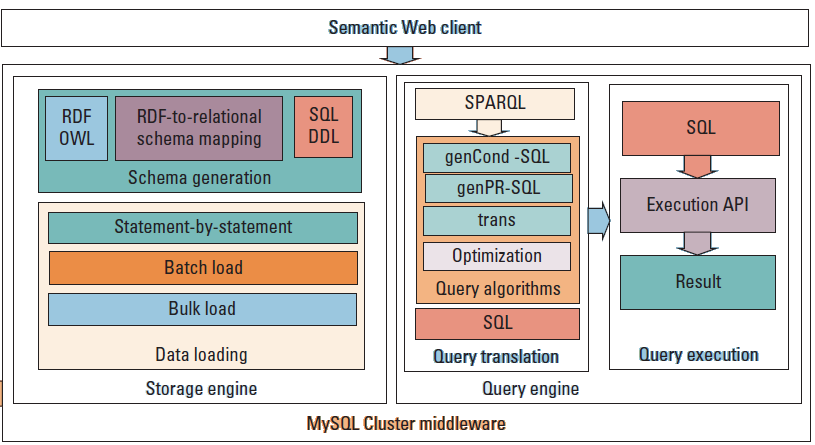 Semantic Web client
RDF
OWL
RDF-to-relational
schema mapping
SQL
DDL
Schema generation
Statement-by-statement
Batch load
Bulk load
Data loading
Storage engine
SPARQL
genCond -SQL
genPR-SQL
trans
Optimization
Query algorithms
SQL
Query translation
SQL
Execution API
Result
Query execution
Query engine
MySQL Cluster middleware